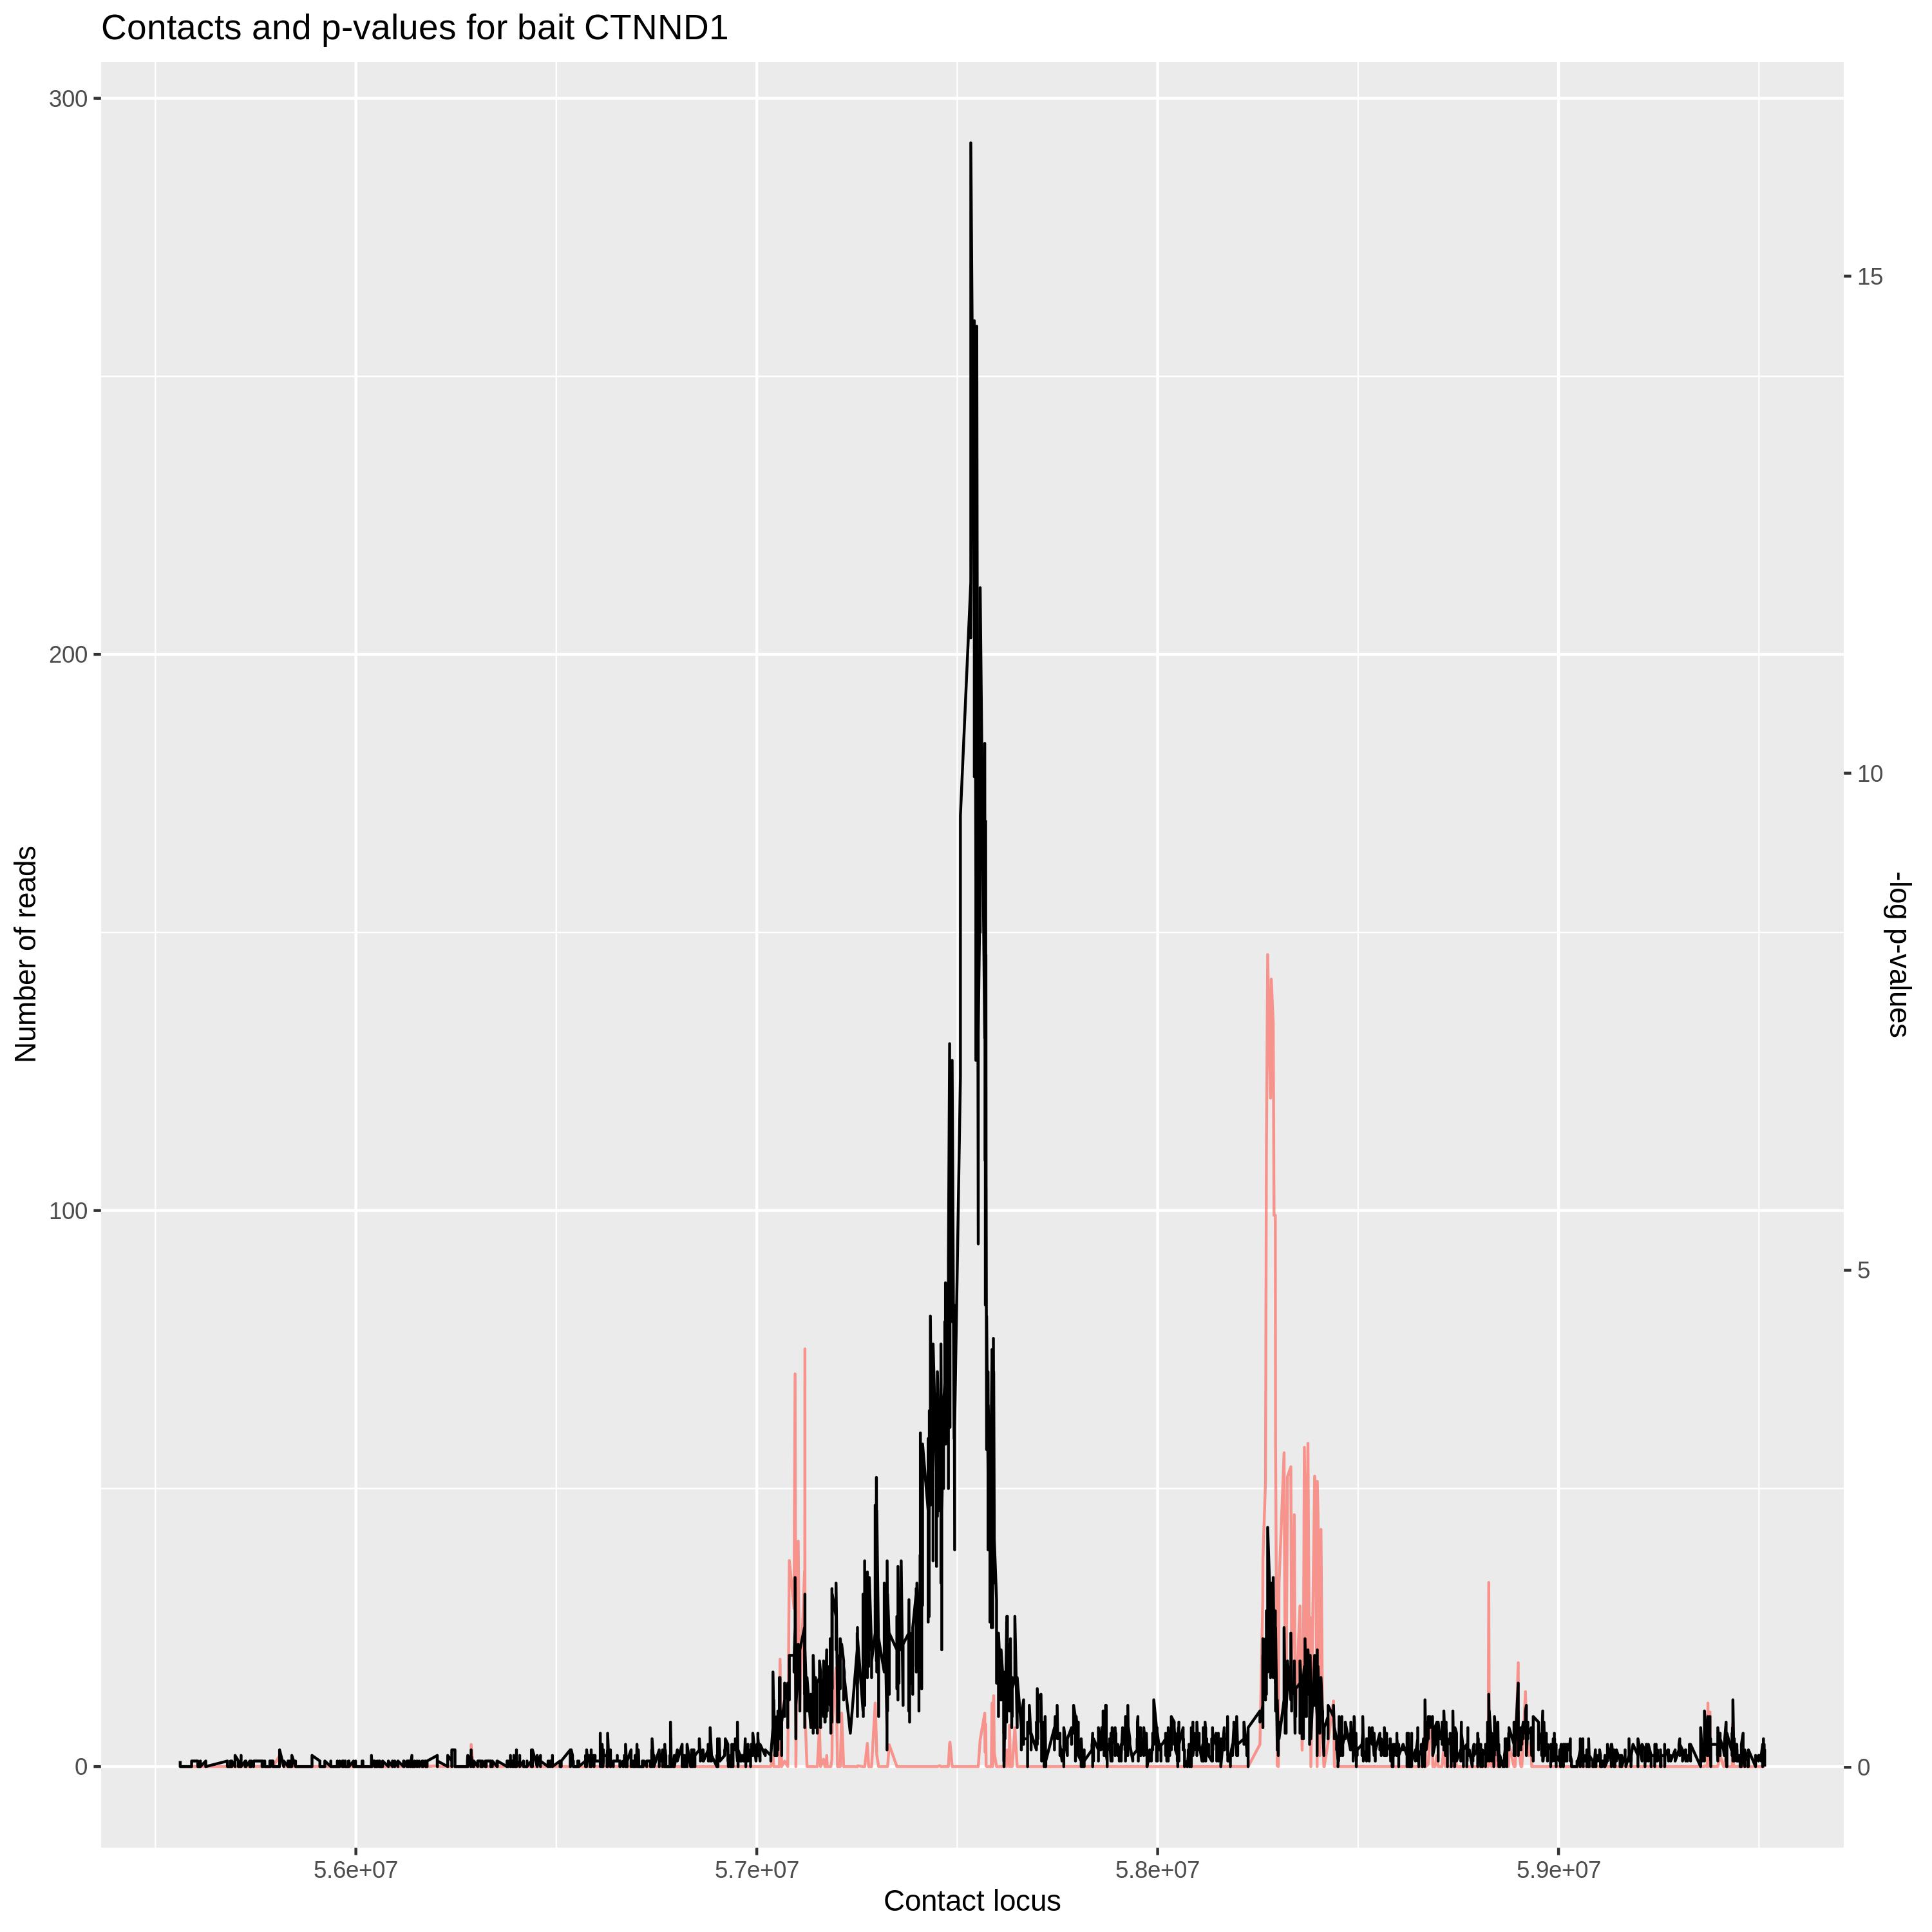 Contacts and p-values for bait CTNND1
300
200
100
0
Number of reads
15
10
5
0
-log p-values
5.6e+07
5.7e+07
5.8e+07
5.9e+07
Contact locus